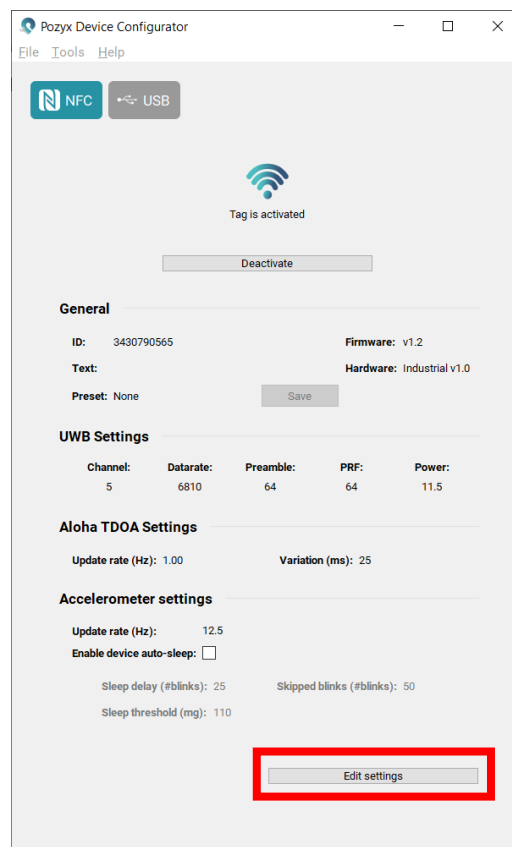 Pozyx Device Configurator
File Tools Help
NFC USB
Tag is activated
Deactivate
General
ID: 3430790565 Firmware: v1.2
Text: Hardware: Industrial v1.0
Preset: None Save
UWB Settings
Channel: Datarate: Preamble: PRF: Power:
5 6810 64 64 11.5
Aloha TDOA Settings
Update rate (Hz): 1.00 Variation (ms): 25
Accelerometer settings
Update rate (Hz): 12.5
Enable device auto-sleep:
Sleep delay (#blinks): 25 Skipped blinks (#blinks): 50
Sleep threshold (mg): 110
Edit settings